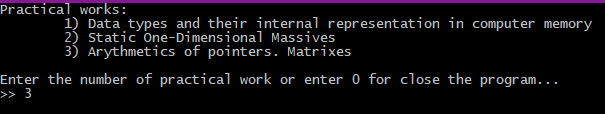 Practical works:
1) Data types and their internal representation in computer memory
2) Static One-Dimensional Massives
3) Arythmetics of pointers. Matrixes
Enter the number of practical work or enter 0 for close the program...
>> 3